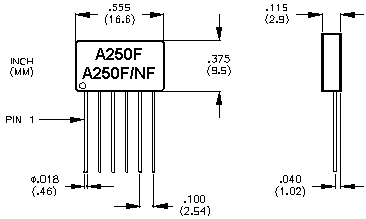 .555
(16.6)
.115
(2.9)
INCH
(MM)
A250F
A250F/NF
.375
(9.5)
PIN 1
Φ.018
(.46)
.100
(2.54)
.040
(1.02)